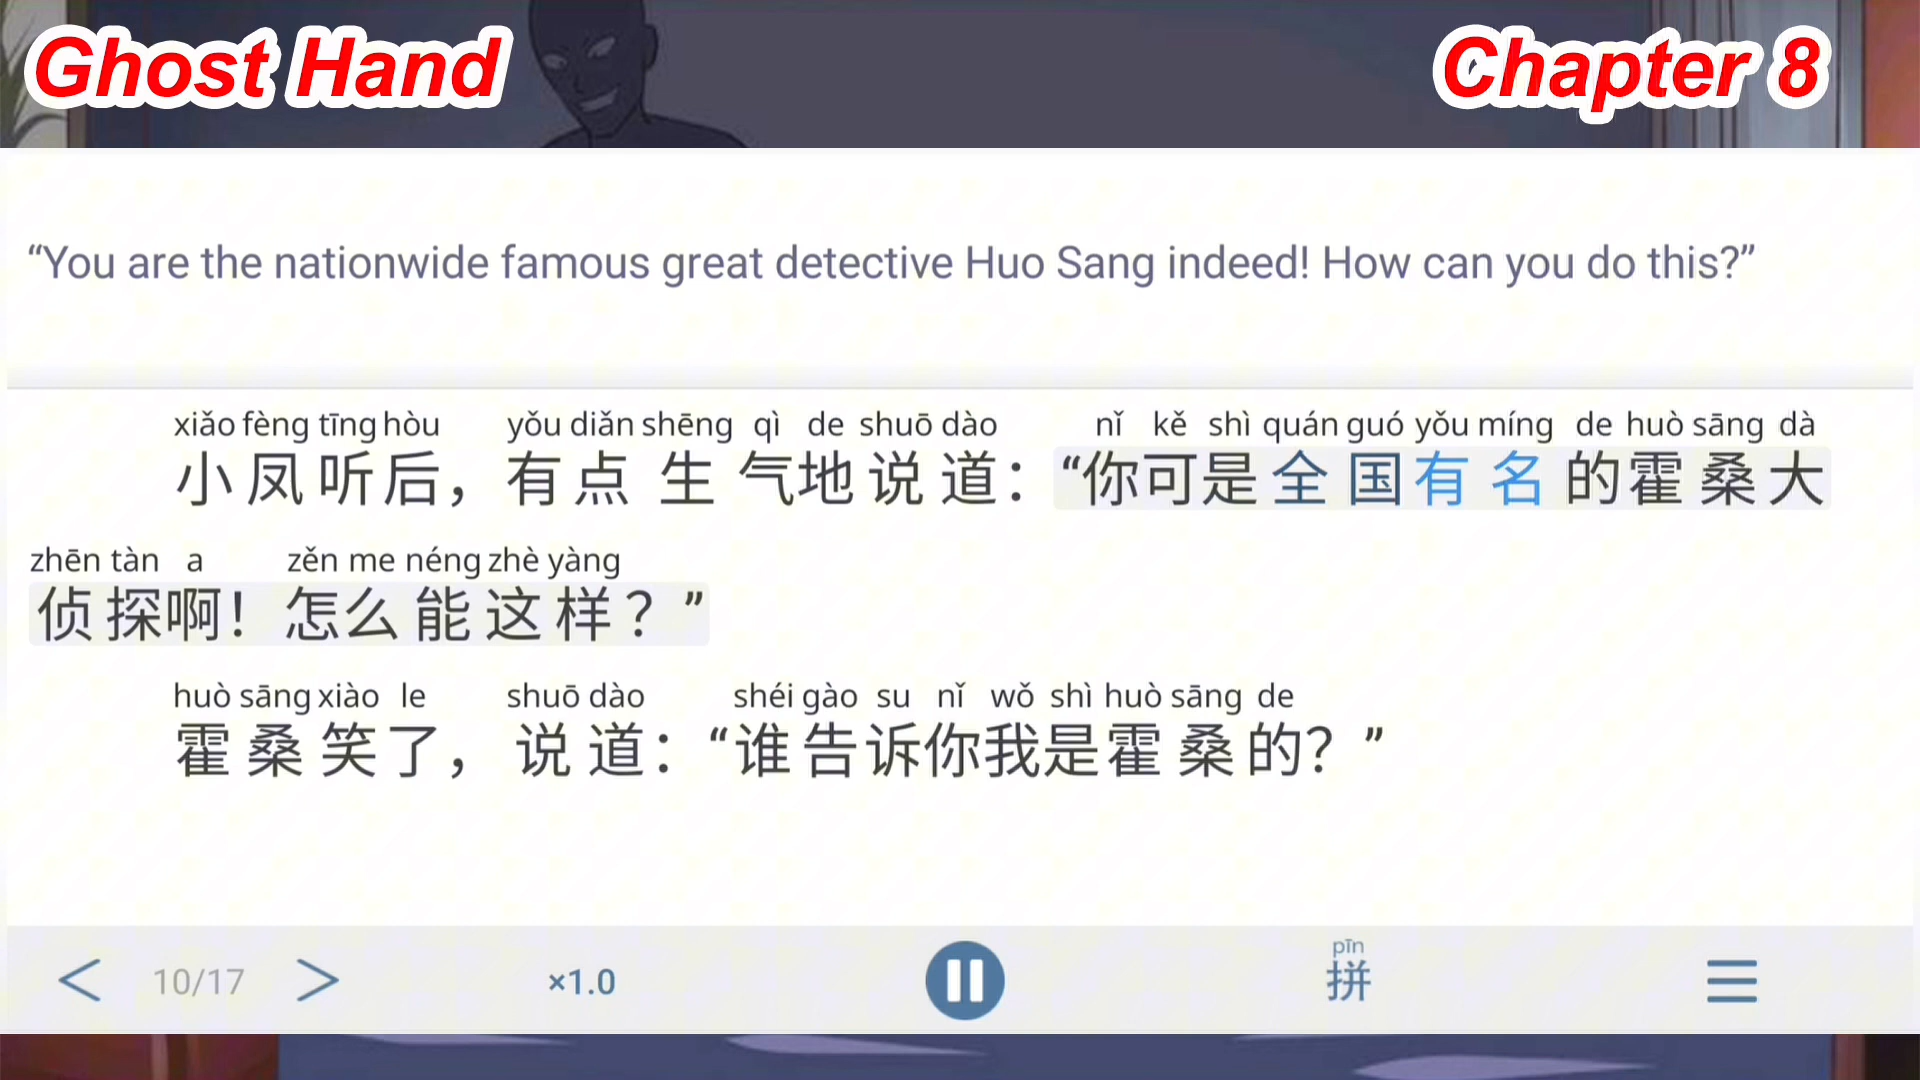 Ghost Hand
Chapter 8
“You are the nationwide famous great detective Huo Sang indeed! How can you do this?”
xiǎo fèng tīng hòu yǒu diǎn shēng qì de shuō dào nǐ kě shì quán guó yǒu míng de huò sāng dà
小凤听后，有点生气地说道：“你可是全国有名的霍桑大
zhēn tàn a zěn me néng zhè yàng
侦探啊！怎么能这样？”
huò sāng xiào le shuō dào shéi gào su nǐ wǒ shì huò sāng de
霍桑笑了，说道：“谁告诉你我是霍桑的？”
pīn
< 10/17 > ×1.0 拼